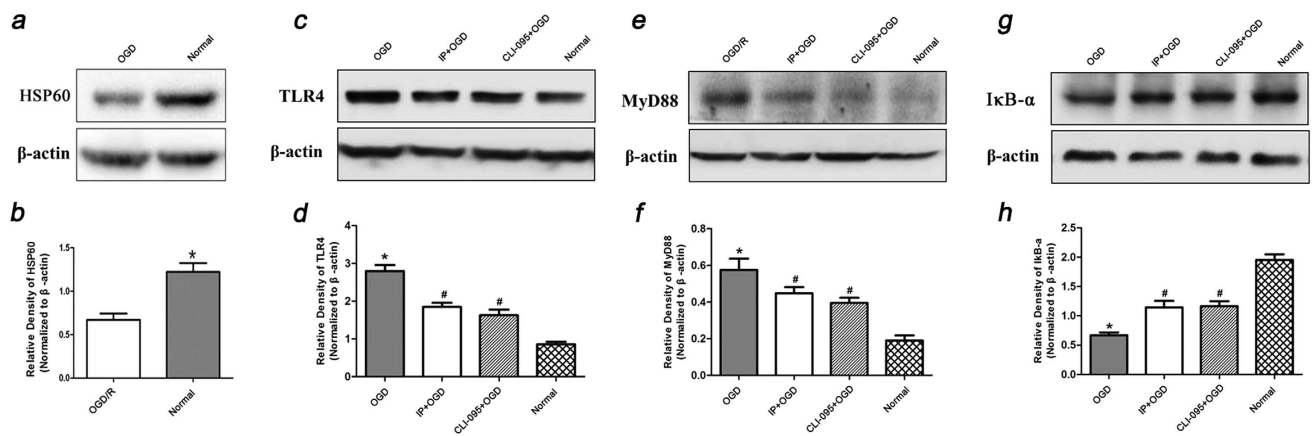 a
OGD
Normal
HSP60
β-actin
b
Relative Density of HSP60
(Normalized to β -actin)
1.5
1.0
0.5
0.0
*
OGD/R
Normal
c
OGD
IP+OGD
CLI-095+OGD
Normal
TLR4
β-actin
d
Relative Density of TLR4
(Normalized to β -actin)
4
3
2
1
0
*
#
#
OGD
IP+OGD
CLI-095+OGD
Normal
e
OGD/R
IP+OGD
CLI-095+OGD
Normal
MyD88
β-actin
f
Relative Density of MyD88
(Normalized to β -actin)
0.8
0.6
0.4
0.2
0.0
*
#
#
OGD
IP+OGD
CLI-095+OGD
Normal
g
OGD
IP+OGD
CLI-095+OGD
Normal
IκB-α
β-actin
h
Relative Density of IkB-a
(Normalized to β -actin)
2.5
2.0
1.5
1.0
0.5
0.0
*
#
#
OGD
IP+OGD
CLI-095+OGD
Normal